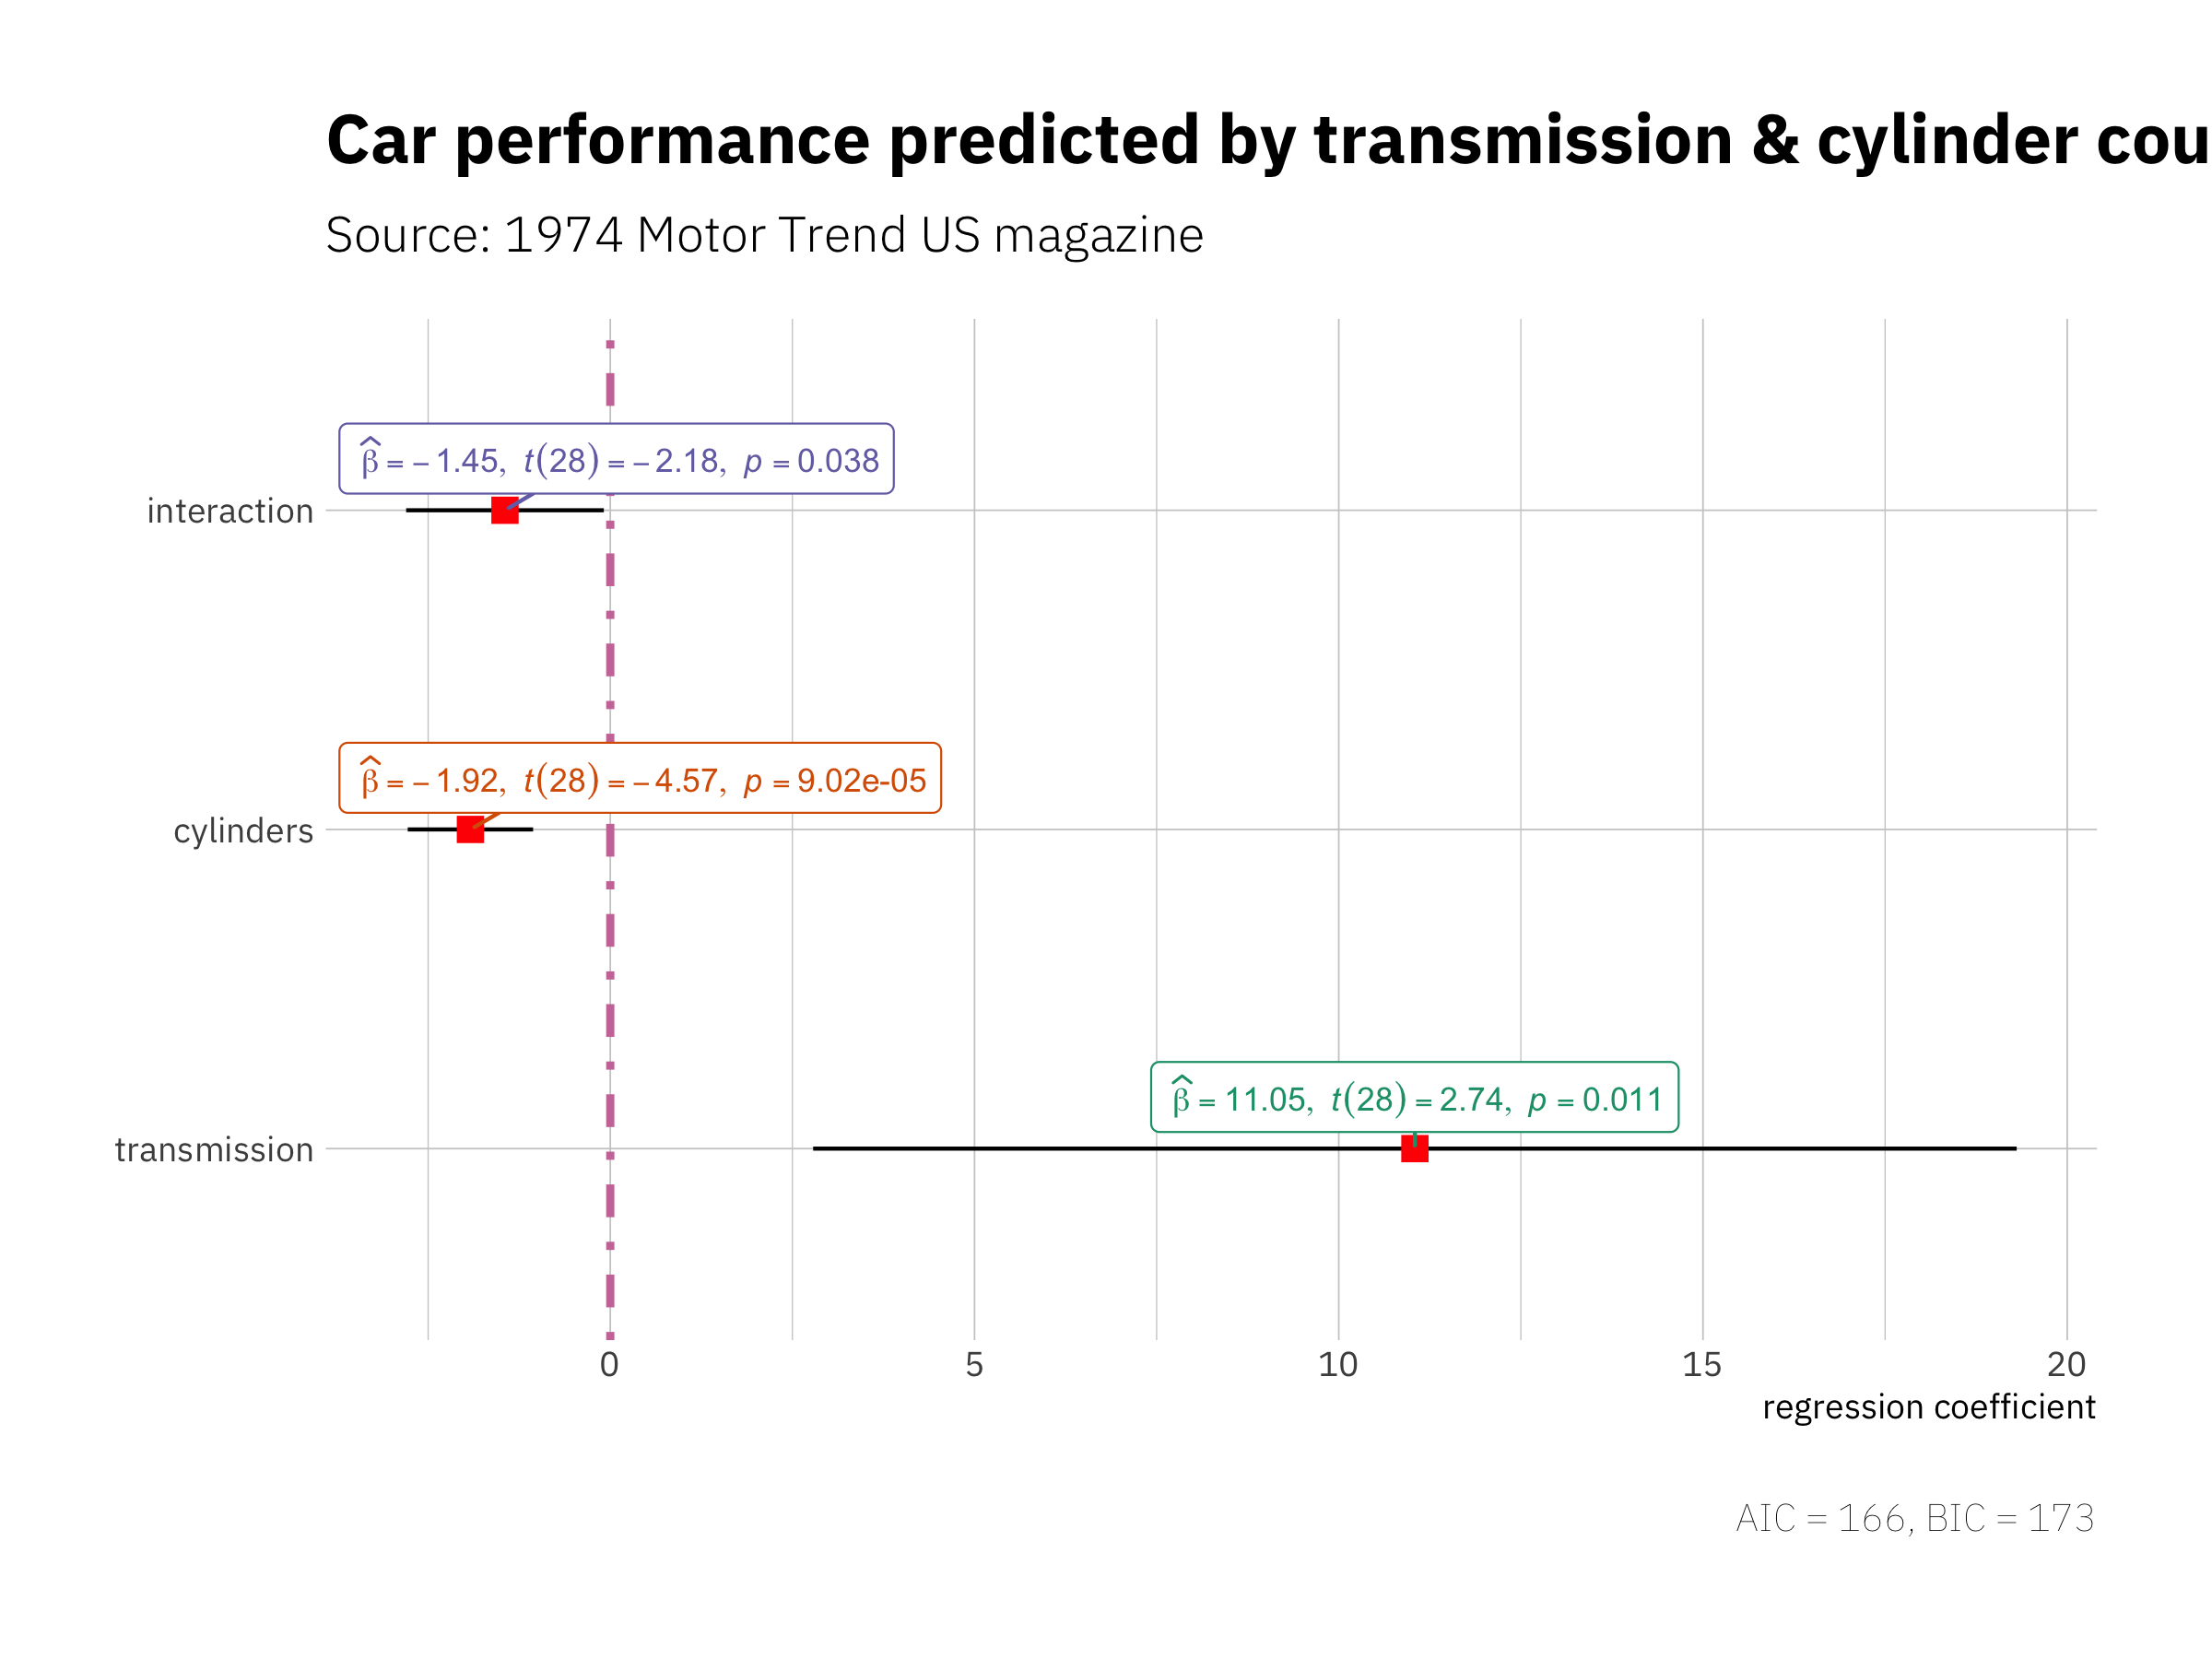 Car performance predicted by transmission & cylinder cou
Source: 1974 Motor Trend US magazine
β̂ = − 1.45, t(28) = − 2.18, p = 0.038
interaction
β̂ = − 1.92, t(28) = − 4.57, p = 9.02e-05
cylinders
β̂ = 11.05, t(28) = 2.74, p = 0.011
transmission
0 5 10 15 20
regression coefficient
AIC = 166, BIC = 173